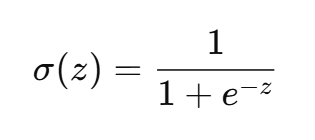 σ(z) = 1 / (1 + e^{-z})